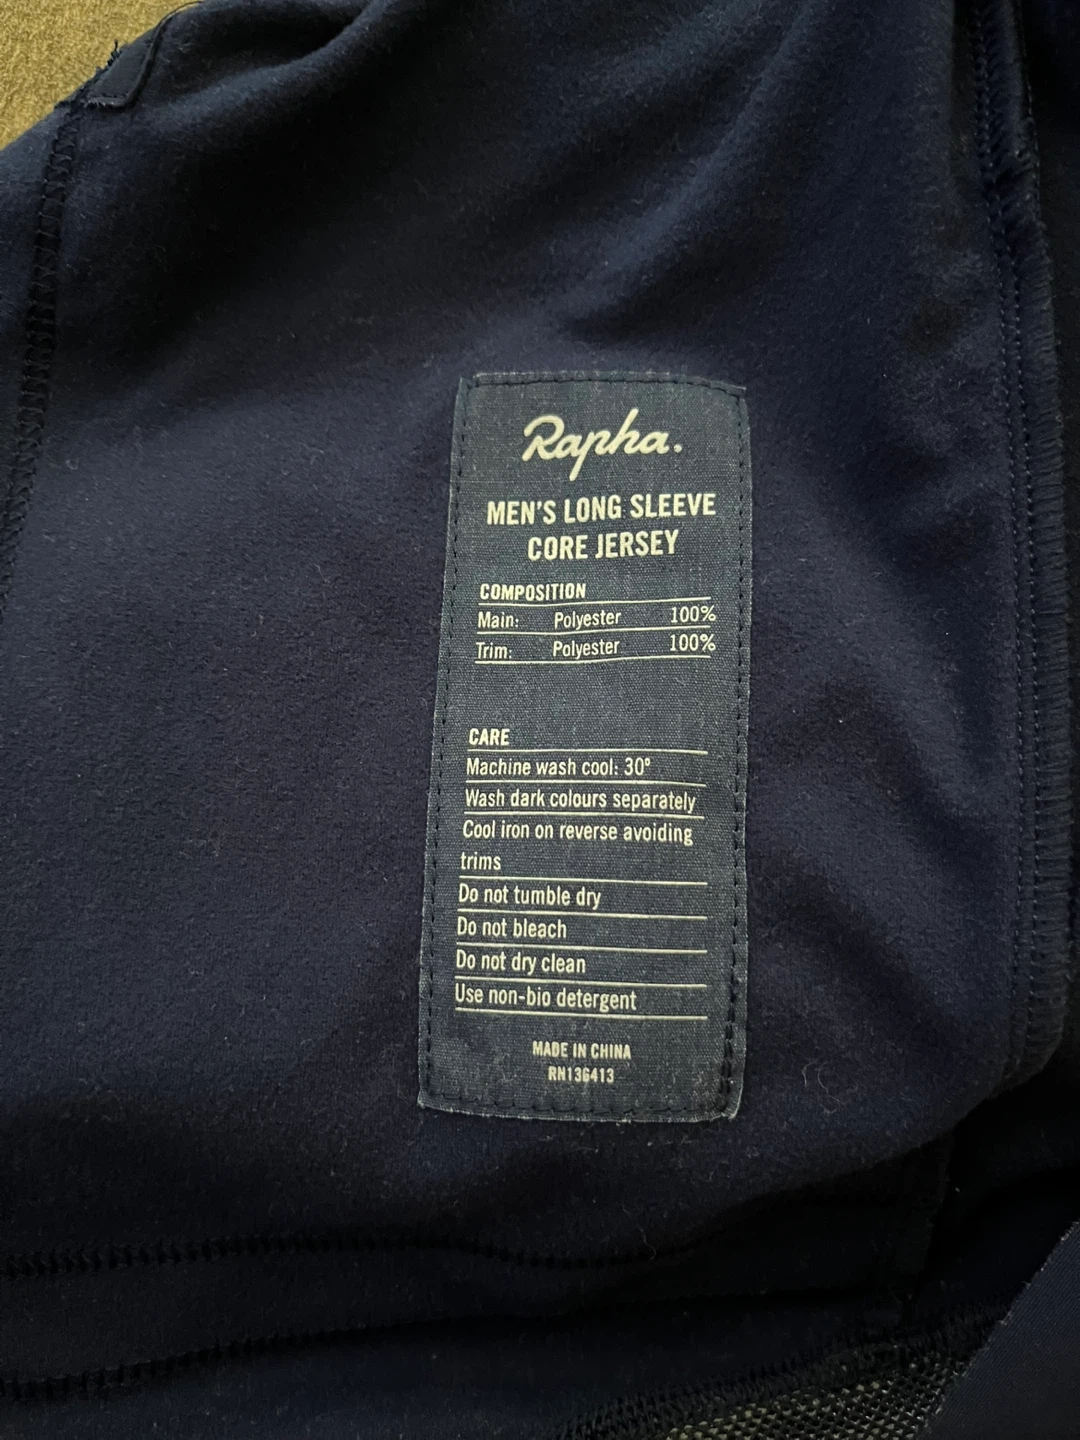 Rapha.
MEN'S LONG SLEEVE
CORE JERSEY
COMPOSITION
Main: Polyester 100%
Trim: Polyester 100%
CARE
Machine wash cool: 30°
Wash dark colours separately
Cool iron on reverse avoiding
trims
Do not tumble dry
Do not bleach
Do not dry clean
Use non-bio detergent
MADE IN CHINA
RN136413